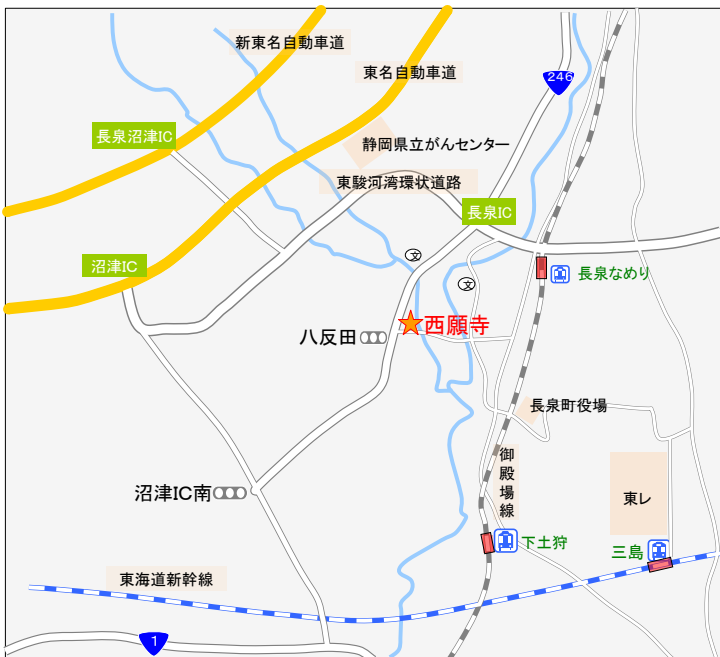 新東名自動車道
東名自動車道
246
長泉沼津IC
静岡県立がんセンター
東駿河湾環状道路
長泉IC
文
沼津IC
長泉なめり
文
西願寺
八反田
長泉町役場
御殿場線
沼津IC南
東レ
下土狩
三島
東海道新幹線
1